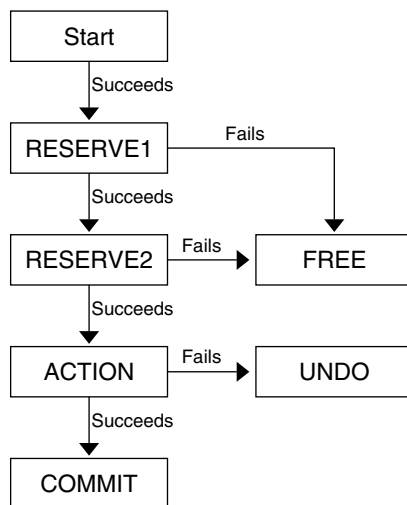 Start
Succeeds
Fails
RESERVE1
Succeeds
RESERVE2
Fails
FREE
Succeeds
ACTION
Fails
UNDO
Succeeds
COMMIT